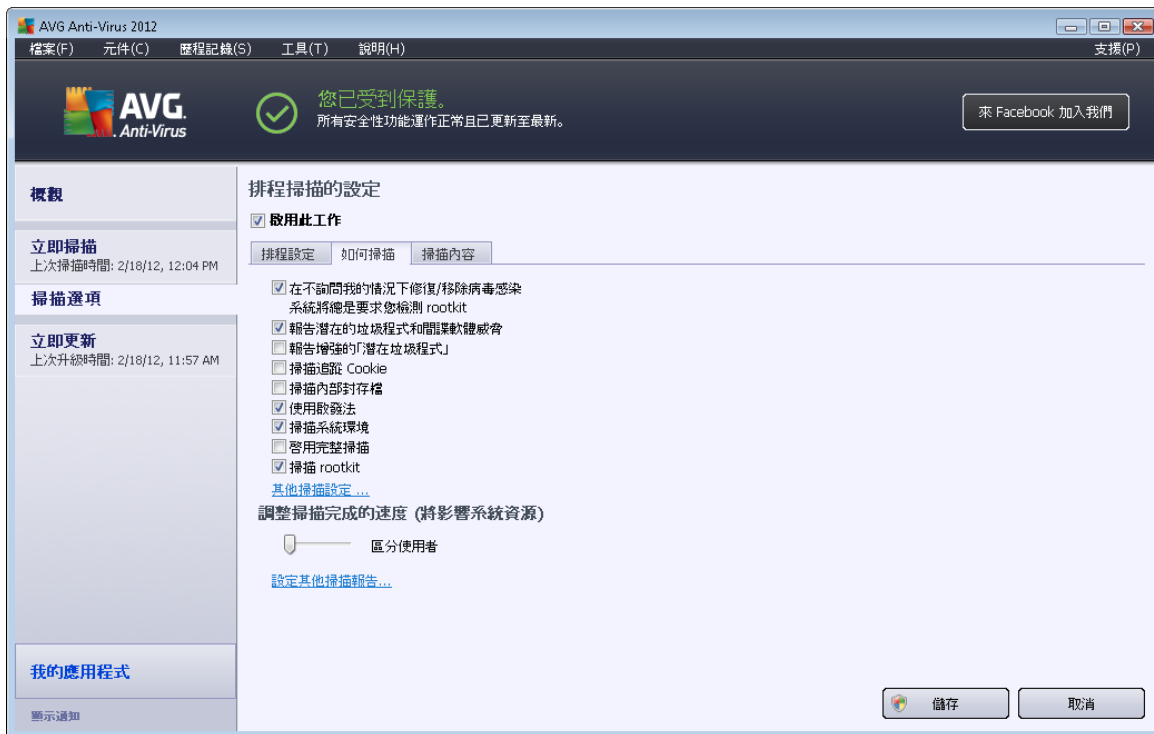 AVG Anti-Virus 2012
檔案(F) 元件(C) 歷程記錄(S) 工具(T) 說明(H) 支援(P)
AVG.
Anti-Virus
您已受到保護。
所有安全性功能運作正常且已更新至最新。
來 Facebook 加入我們
概觀
立即掃描
上次掃描時間: 2/18/12, 12:04 PM
掃描選項
立即更新
上次升級時間: 2/18/12, 11:57 AM
我的應用程式
顯示通知
排程掃描的設定
啟用此工作
排程設定 如何掃描 掃描內容
在不詢問我的情況下修復/移除病毒感染
系統將總是要求您檢測 rootkit
報告潛在的垃圾程式和間諜軟體威脅
報告增強的「潛在垃圾程式」
掃描追蹤 Cookie
掃描內部封存檔
使用啟發法
掃描系統環境
啓用完整掃描
掃描 rootkit
其他掃描設定 ...
調整掃描完成的速度 (將影響系統資源)
區分使用者
設定其他掃描報告...
儲存 取消